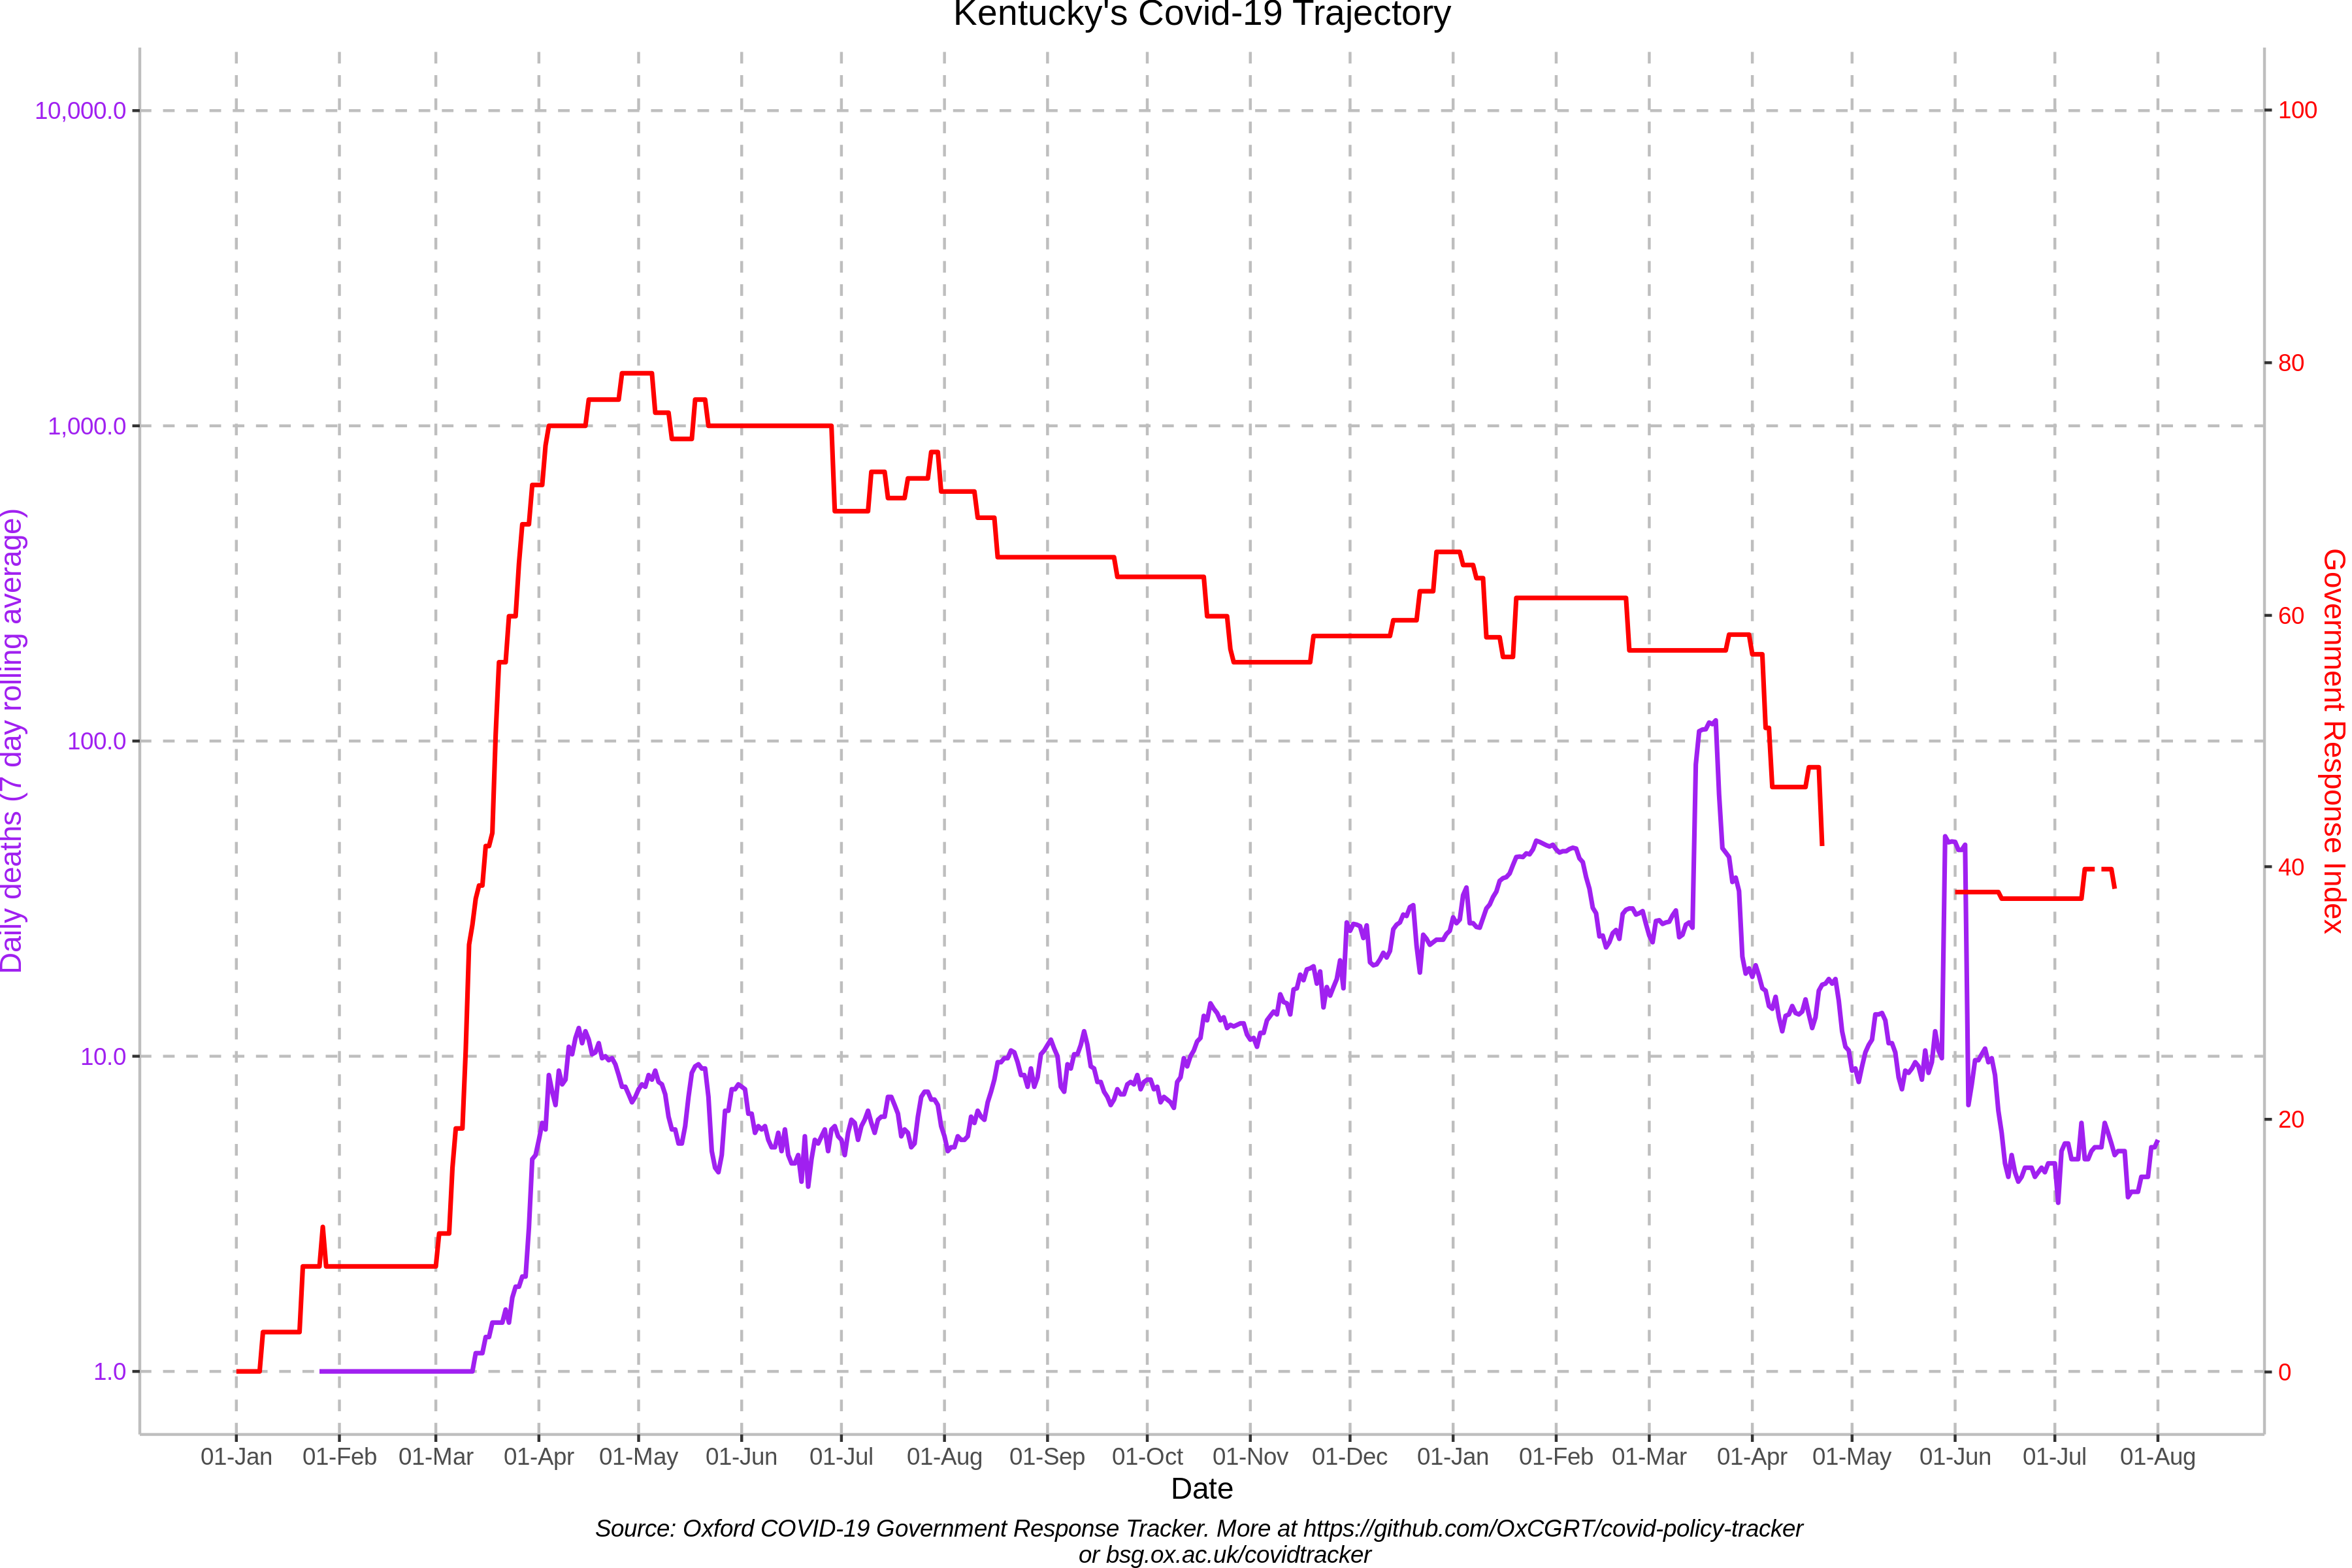 Kentucky's Covid-19 Trajectory
10,000.0
1,000.0
100.0
10.0
1.0
Daily deaths (7 day rolling average)
100
80
60
40
20
0
Government Response Index
01-Jan 01-Feb 01-Mar 01-Apr 01-May 01-Jun 01-Jul 01-Aug 01-Sep 01-Oct 01-Nov 01-Dec 01-Jan 01-Feb 01-Mar 01-Apr 01-May 01-Jun 01-Jul 01-Aug
Date
Source: Oxford COVID-19 Government Response Tracker. More at https://github.com/OxCGRT/covid-policy-tracker
or bsg.ox.ac.uk/covidtracker